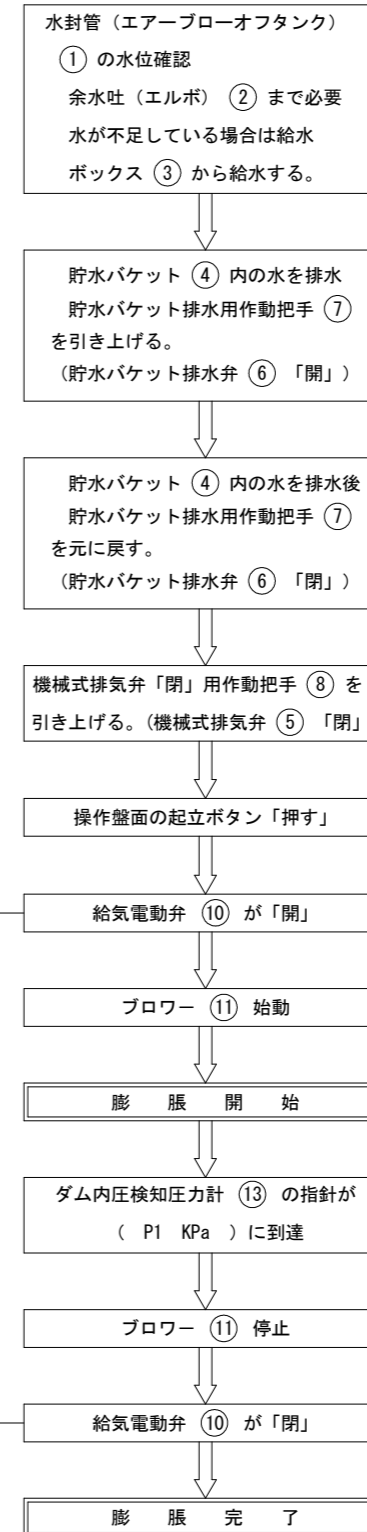 水封管（エアーブローオフタンク）
① の水位確認
余水吐（エルボ） ② まで必要
水が不足している場合は給水
ボックス ③ から給水する。
貯水バケット ④ 内の水を排水
貯水バケット排水用作動把手 ⑦
を引き上げる。
（貯水バケット排水弁 ⑥ 「開」）
貯水バケット ④ 内の水を排水後
貯水バケット排水用作動把手 ⑦
を元に戻す。
（貯水バケット排水弁 ⑥ 「閉」）
機械式排気弁「閉」用作動把手 ⑧ を
引き上げる。（機械式排気弁 ⑤ 「閉」
操作盤面の起立ボタン「押す」
給気電動弁 ⑩ が「開」
ブロワー ⑪ 始動
膨 脹 開 始
ダム内圧検知圧力計 ⑬ の指針が
（ P1 KPa ）に到達
ブロワー ⑪ 停止
給気電動弁 ⑩ が「閉」
膨 脹 完 了